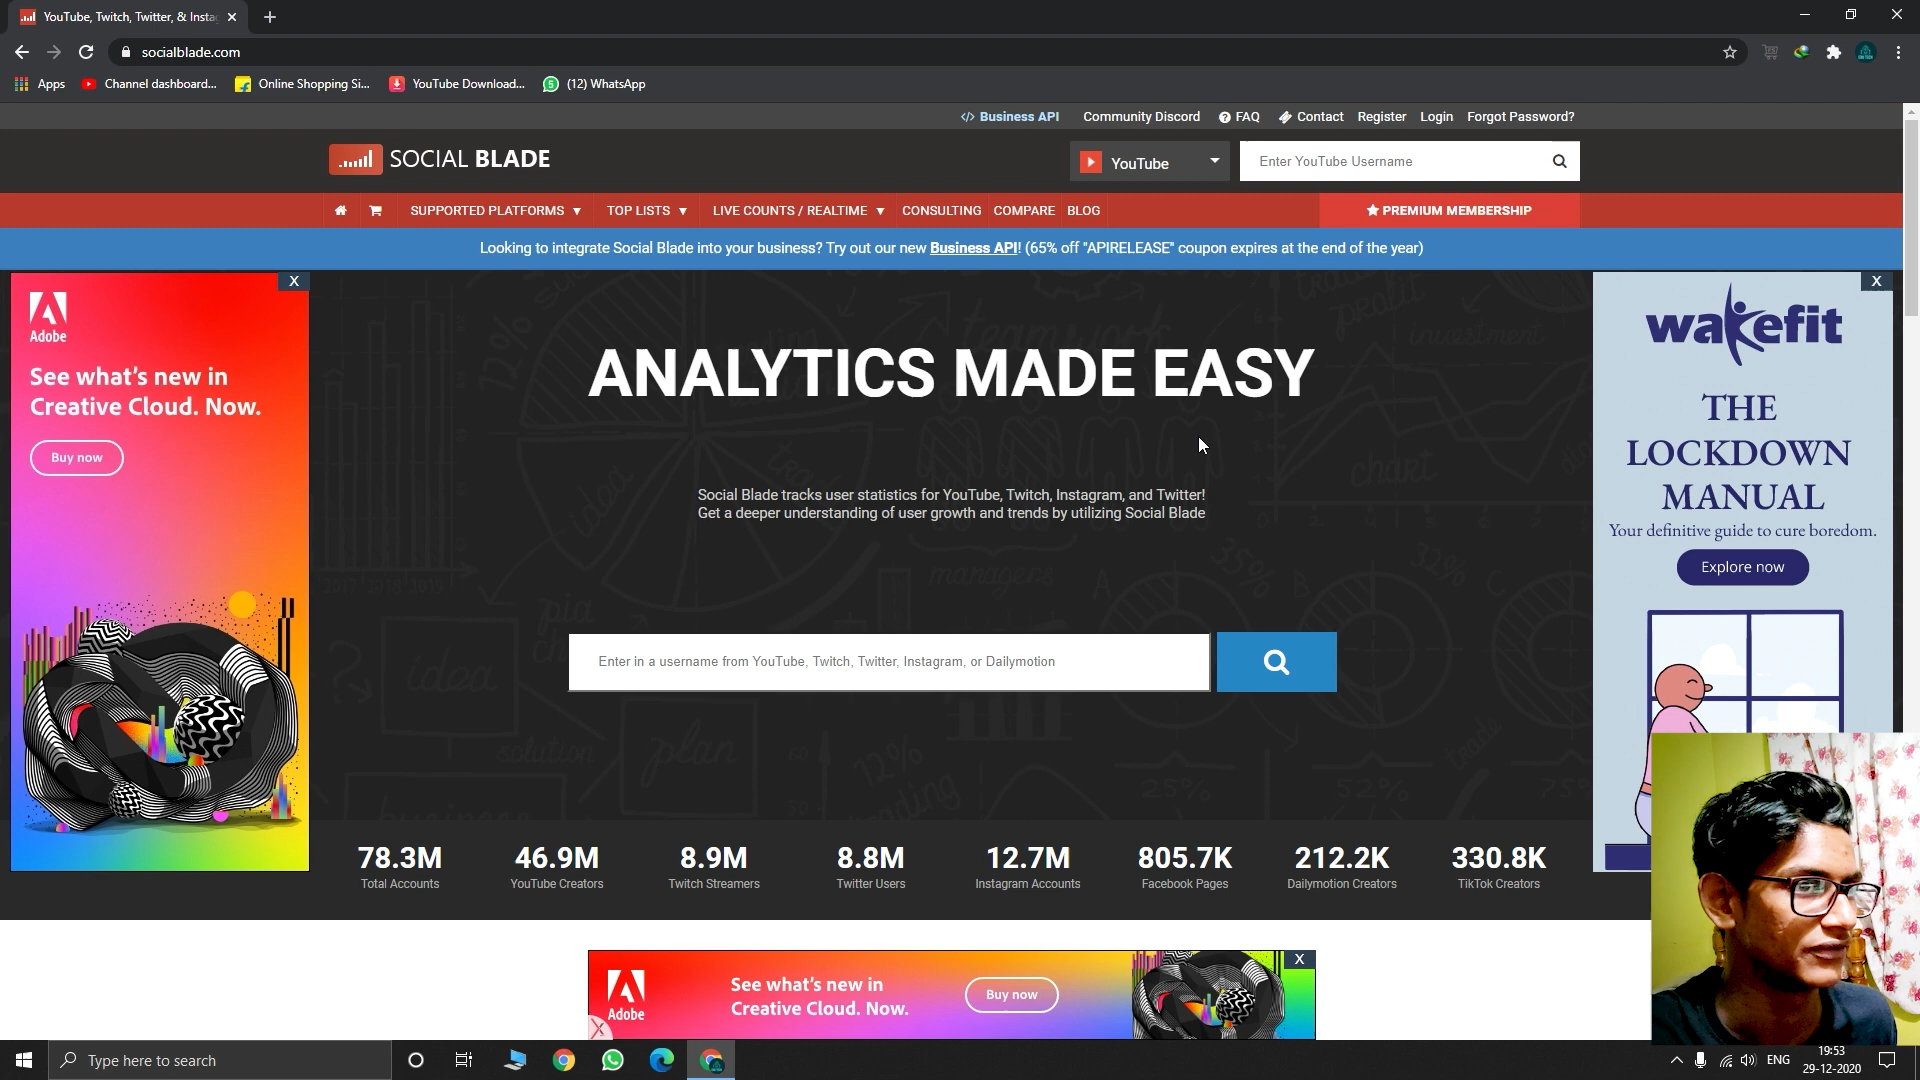 YouTube, Twitch, Twitter, & Insta
socialblade.com
Apps
Channel dashboard...
Online Shopping Si...
YouTube Download...
(12) WhatsApp
</> Business API
Community Discord
FAQ
Contact
Register
Login
Forgot Password?
SOCIAL BLADE
YouTube
Enter YouTube Username
SUPPORTED PLATFORMS
TOP LISTS
LIVE COUNTS / REALTIME
CONSULTING
COMPARE
BLOG
PREMIUM MEMBERSHIP
Looking to integrate Social Blade into your business? Try out our new Business API! (65% off "APIRELEASE" coupon expires at the end of the year)
X
Adobe
See what's new in
Creative Cloud. Now.
Buy now
ANALYTICS MADE EASY
Social Blade tracks user statistics for YouTube, Twitch, Instagram, and Twitter!
Get a deeper understanding of user growth and trends by utilizing Social Blade
Enter in a username from YouTube, Twitch, Twitter, Instagram, or Dailymotion
X
wakefit
THE
LOCKDOWN
MANUAL
Your definitive guide to cure boredom.
Explore now
78.3M
Total Accounts
46.9M
YouTube Creators
8.9M
Twitch Streamers
8.8M
Twitter Users
12.7M
Instagram Accounts
805.7K
Facebook Pages
212.2K
Dailymotion Creators
330.8K
TikTok Creators
Adobe
See what's new in
Creative Cloud. Now.
Buy now
X
Type here to search
ENG
19:53
29-12-2020